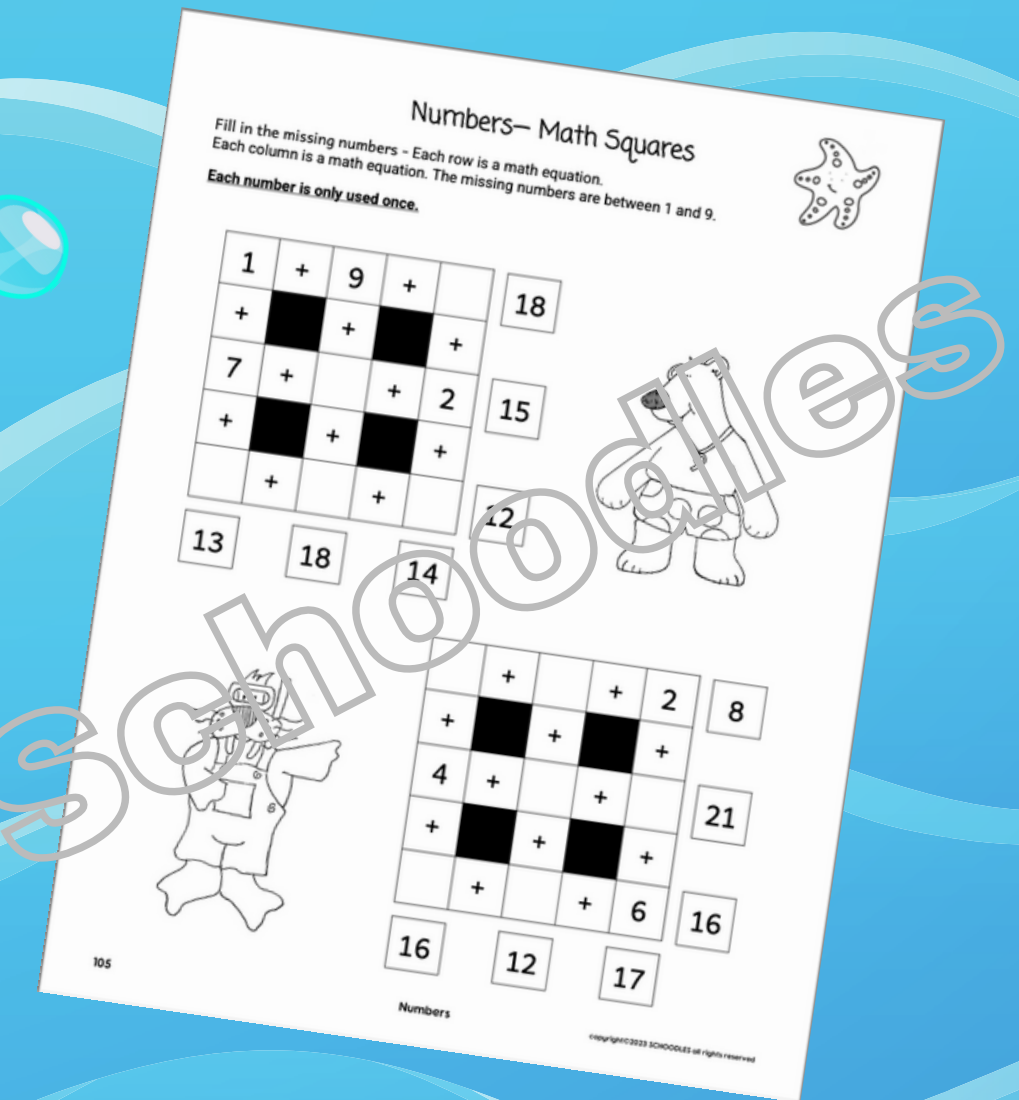 Numbers– Math Squares
Fill in the missing numbers - Each row is a math equation.
Each column is a math equation. The missing numbers are between 1 and 9.
Each number is only used once.
1 + 9 + 18
+ + +
7 + + 2 15
+ + +
+ + 12
13 18 14
Schoodles
+ + 2 8
+ + +
4 + + 21
+ + +
+ + 6 16
16 12 17
6
6
105
Numbers
copyright©2023 SCHOODLES all rights reserved